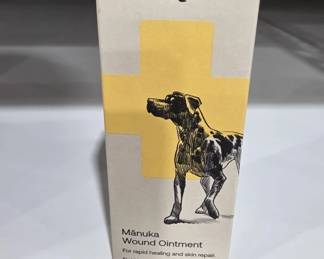 Mānuka
Wound Ointment
For rapid healing and skin repair.